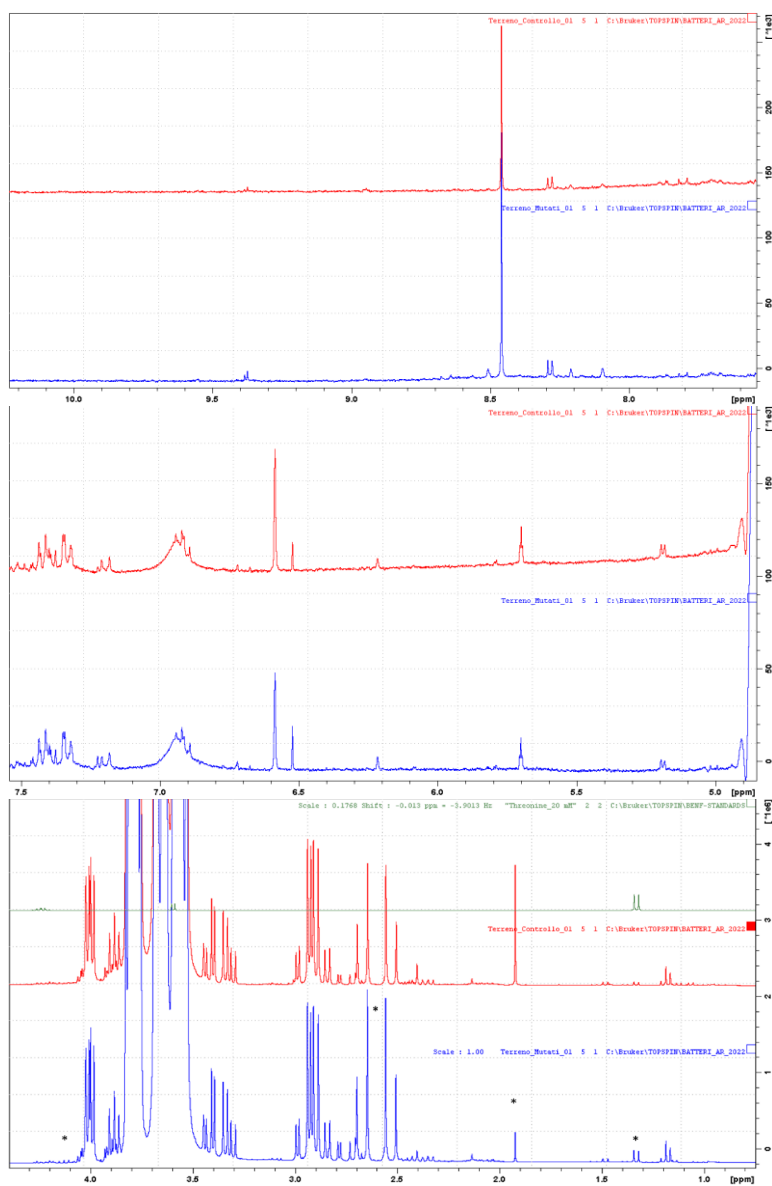 Terreno_Controllo_01 5 1 C:\Bruker\TOPSPIN\BATTERI_AR_2022
[*1e3]
200
150
Terreno_Mutati_01 5 1 C:\Bruker\TOPSPIN\BATTERI_AR_2022
100
50
0
10.0 9.5 9.0 8.5 8.0 [ppm]
Terreno_Controllo_01 5 1 C:\Bruker\TOPSPIN\BATTERI_AR_2022
[*1e3]
150
100
Terreno_Mutati_01 5 1 C:\Bruker\TOPSPIN\BATTERI_AR_2022
50
0
7.5 7.0 6.5 6.0 5.5 5.0 [ppm]
Scale : 0.1768 Shift : -0.013 ppm = -3.9013 Hz "Threonine_20 mM" 2 2 C:\Bruker\TOPSPIN\BENF-STANDARDS
[*1e6]
4
3
Terreno_Controllo_01 5 1 C:\Bruker\TOPSPIN\BATTERI_AR_2022
2
*
Scale : 1.00 Terreno_Mutati_01 5 1 C:\Bruker\TOPSPIN\BATTERI_AR_2022
1
*
* *
0
4.0 3.5 3.0 2.5 2.0 1.5 1.0 [ppm]